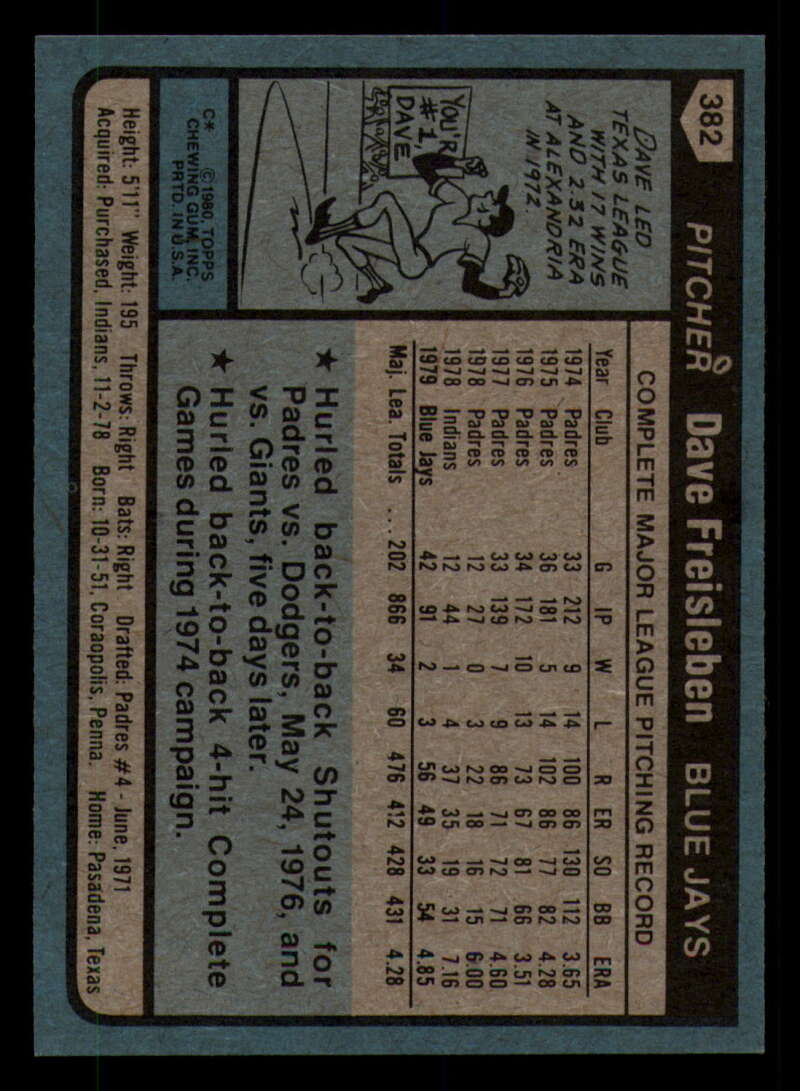 382
PITCHER Dave Freisleben BLUE JAYS
DAVE LED
TEXAS LEAGUE
WITH 17 WINS
AND 2.32 ERA
AT ALEXANDRIA
IN 1972.
YOU'R
#1,
DAVE
C* ©1980, TOPPS
CHEWING GUM, INC.
PRTD. IN U.S.A.
COMPLETE MAJOR LEAGUE PITCHING RECORD
Year Club G IP W L R ER SO BB ERA
1974 Padres 33 212 9 14 100 86 130 112 3.65
1975 Padres 36 181 5 14 102 86 77 82 4.28
1976 Padres 34 172 10 13 73 67 81 66 3.51
1977 Padres 33 139 7 9 86 71 72 71 4.60
1978 Padres 12 27 0 3 22 18 16 15 6.00
1978 Indians 12 44 1 4 37 35 19 31 7.16
1979 Blue Jays 42 91 2 3 56 49 33 54 4.85
Maj. Lea. Totals ... 202 866 34 60 476 412 428 431 4.28
★ Hurled back-to-back Shutouts for
Padres vs. Dodgers, May 24, 1976, and
vs. Giants, five days later.
★ Hurled back-to-back 4-hit Complete
Games during 1974 campaign.
Height: 5'11" Weight: 195 Throws: Right Bats: Right Drafted: Padres #4 - June, 1971
Acquired: Purchased, Indians, 11-2-78 Born: 10-31-51, Coraopolis, Penna. Home: Pasadena, Texas